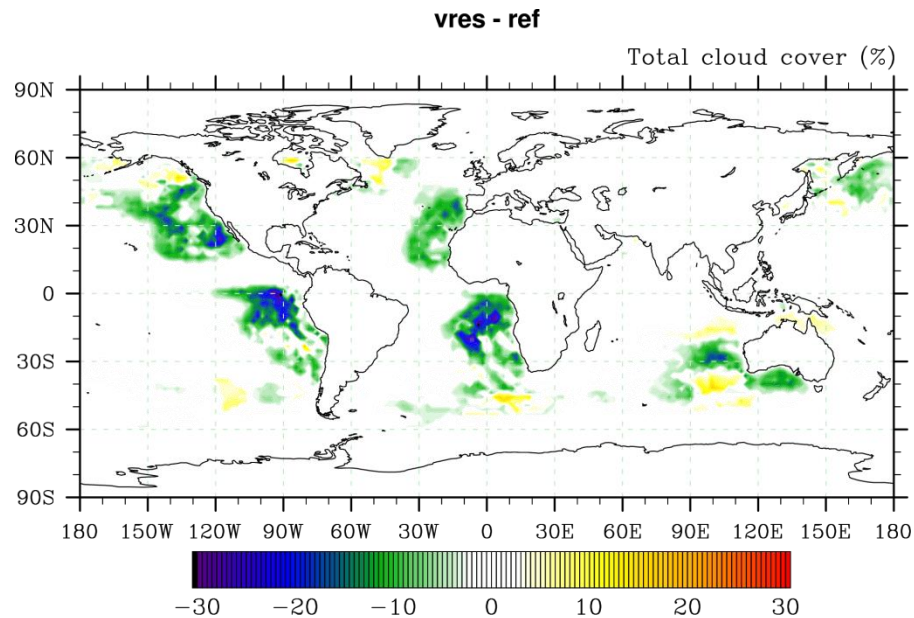 vres - ref
Total cloud cover (%)
90N
60N
30N
0
30S
60S
90S
180 150W 120W 90W 60W 30W 0 30E 60E 90E 120E 150E 180
−30 −20 −10 0 10 20 30